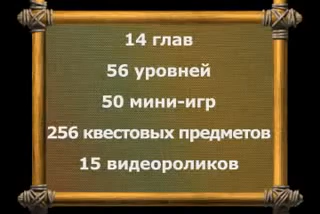 14 глав
56 уровней
50 мини-игр
256 квестовых предметов
15 видеороликов